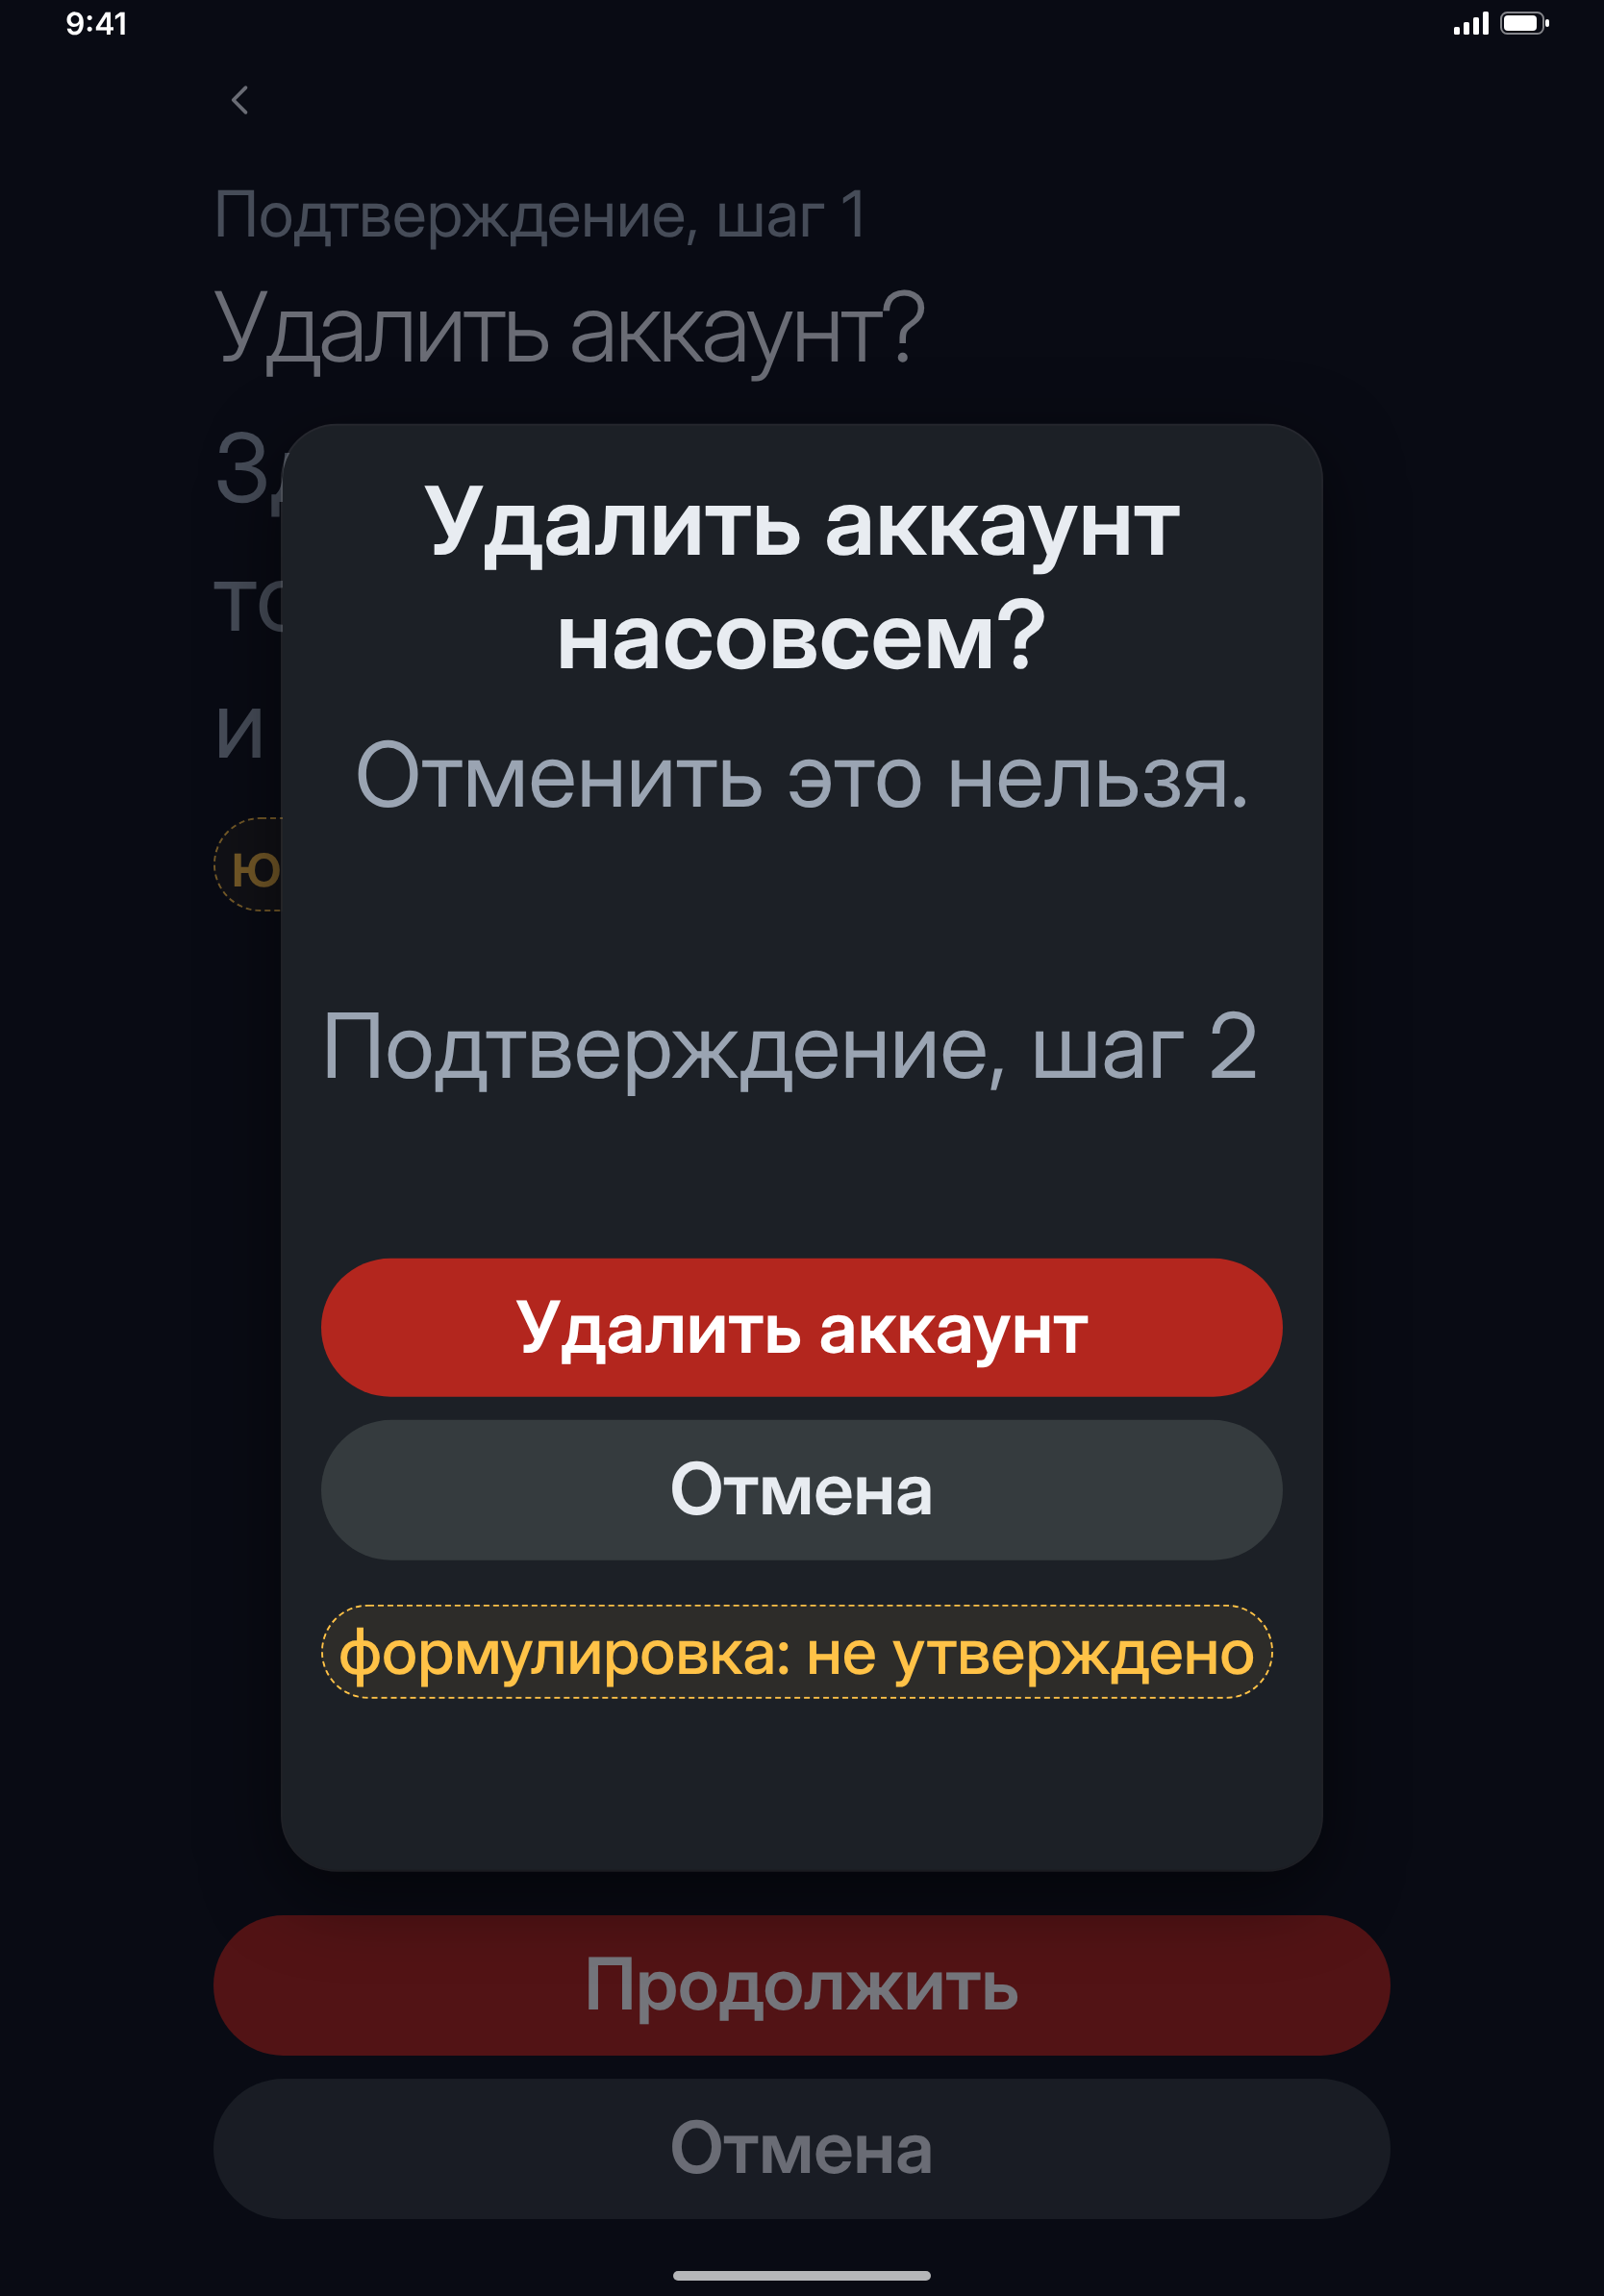 9:41
Подтверждение, шаг 1
Удалить аккаунт?
Удалить аккаунт
насовсем?
Отменить это нельзя.
и
Подтверждение, шаг 2
Удалить аккаунт
Отмена
формулировка: не утверждено
Продолжить
Отмена